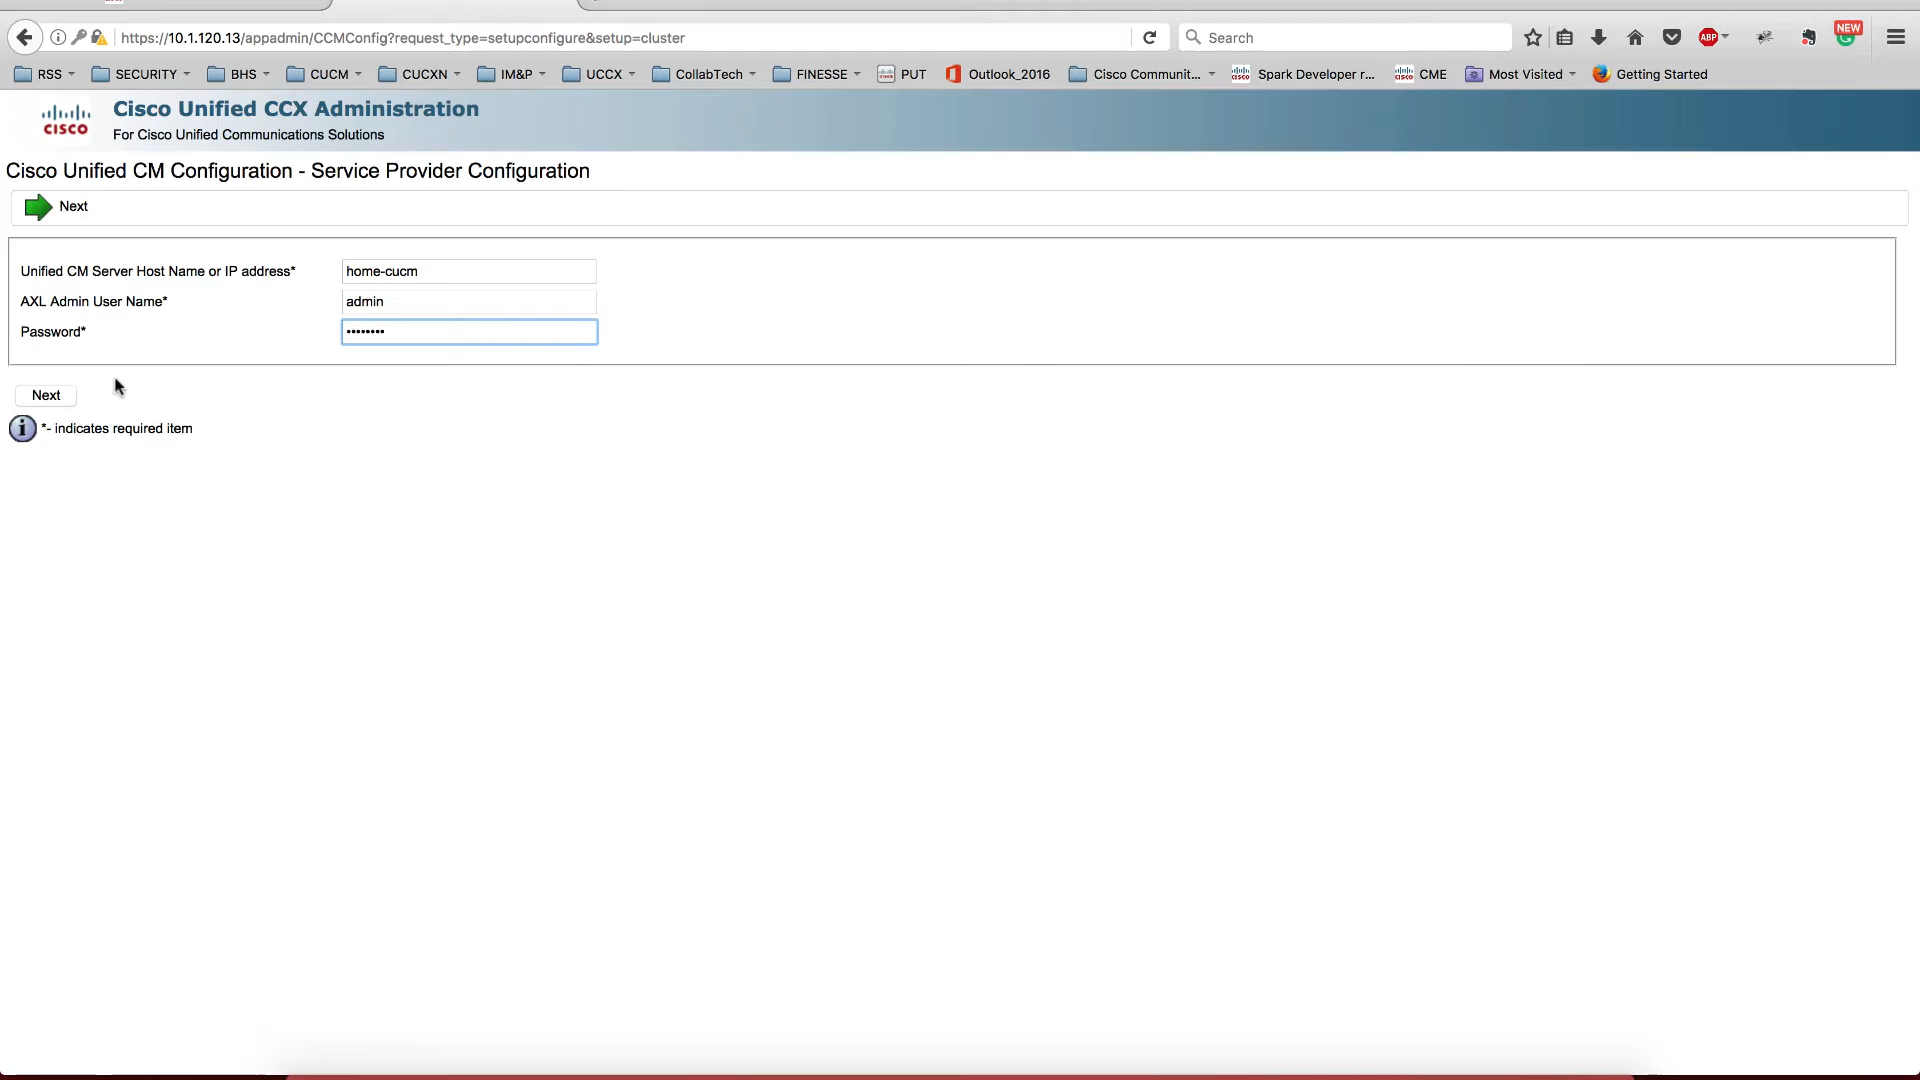 https://10.1.120.13/appadmin/CCMConfig?request_type=setupconfigure&setup=cluster
Search
ABP
NEW
RSS
SECURITY
BHS
CUCM
CUCXN
IM&P
UCCX
CollabTech
FINESSE
PUT
Outlook_2016
Cisco Communit...
Spark Developer r...
CME
Most Visited
Getting Started
CISCO
Cisco Unified CCX Administration
For Cisco Unified Communications Solutions
Cisco Unified CM Configuration - Service Provider Configuration
Next
Unified CM Server Host Name or IP address*
home-cucm
AXL Admin User Name*
admin
Password*
••••••••
Next
*- indicates required item